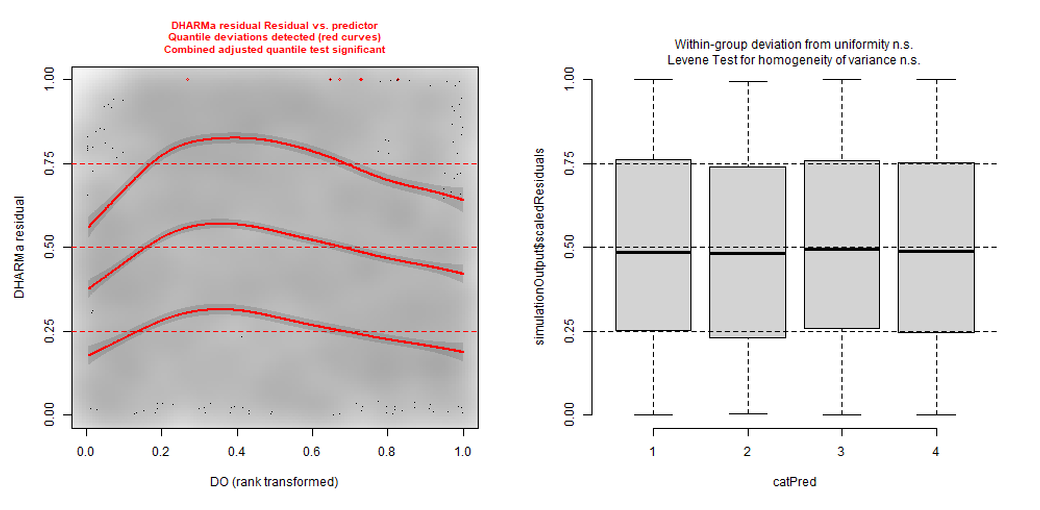 DHARMa residual Residual vs. predictor
Quantile deviations detected (red curves)
Combined adjusted quantile test significant
DHARMa residual
1.00
0.75
0.50
0.25
0.00
0.0 0.2 0.4 0.6 0.8 1.0
DO (rank transformed)
Within-group deviation from uniformity n.s.
Levene Test for homogeneity of variance n.s.
simulationOutput$scaledResiduals
1.00
0.75
0.50
0.25
0.00
1 2 3 4
catPred